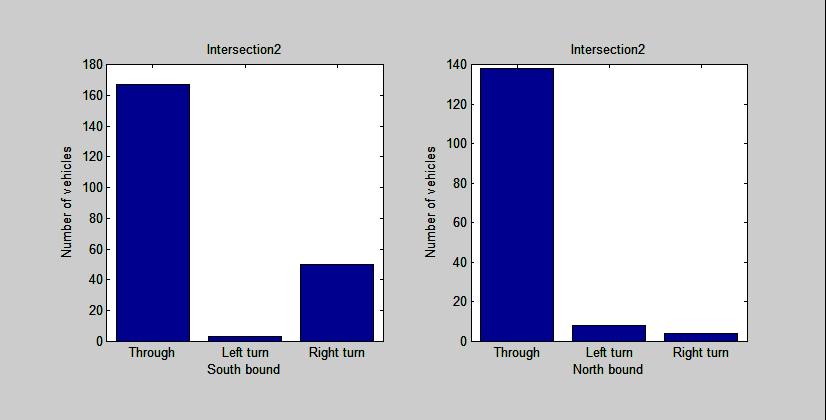 Intersection2
Number of vehicles
180
160
140
120
100
80
60
40
20
0
Through Left turn Right turn
South bound
Intersection2
Number of vehicles
140
120
100
80
60
40
20
0
Through Left turn Right turn
North bound